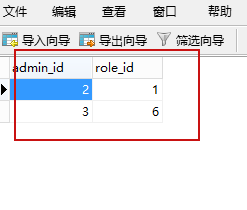 文件 编辑 查看 窗口 帮助
导入向导 导出向导 筛选向导
admin_id role_id
2 1
3 6